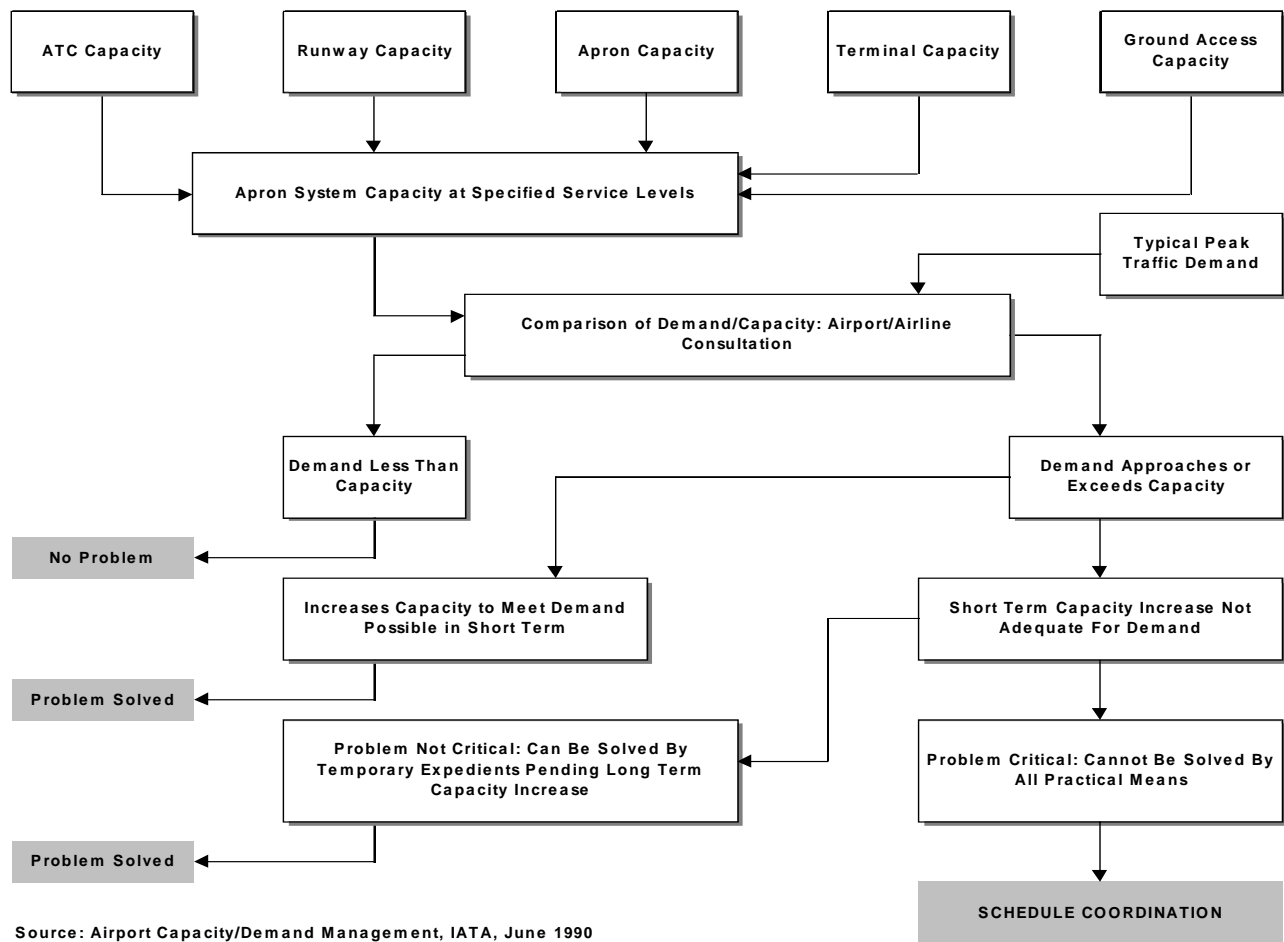 ATC Capacity
Runway Capacity
Apron Capacity
Terminal Capacity
Ground Access
Capacity
Apron System Capacity at Specified Service Levels
Typical Peak
Traffic Demand
Comparison of Demand/Capacity: Airport/Airline
Consultation
Demand Less Than
Capacity
Demand Approaches or
Exceeds Capacity
No Problem
Increases Capacity to Meet Demand
Possible in Short Term
Short Term Capacity Increase Not
Adequate For Demand
Problem Solved
Problem Not Critical: Can Be Solved By
Temporary Expedients Pending Long Term
Capacity Increase
Problem Critical: Cannot Be Solved By
All Practical Means
Problem Solved
SCHEDULE COORDINATION
Source: Airport Capacity/Demand Management, IATA, June 1990